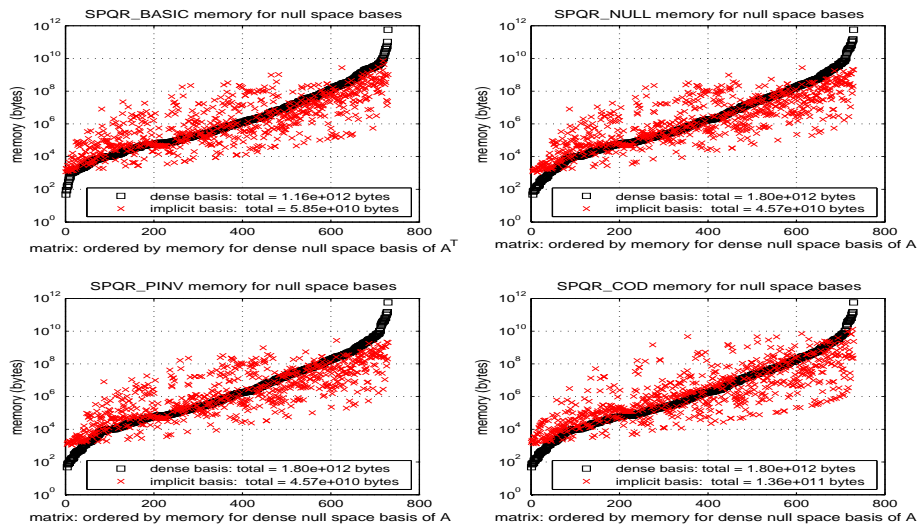 SPQR_BASIC memory for null space bases
10^12
10^10
10^8
10^6
10^4
10^2
10^0
memory (bytes)
dense basis: total = 1.16e+012 bytes
implicit basis: total = 5.85e+010 bytes
0 200 400 600 800
matrix: ordered by memory for dense null space basis of A^T
SPQR_NULL memory for null space bases
10^12
10^10
10^8
10^6
10^4
10^2
10^0
memory (bytes)
dense basis: total = 1.80e+012 bytes
implicit basis: total = 4.57e+010 bytes
0 200 400 600 800
matrix: ordered by memory for dense null space basis of A
SPQR_PINV memory for null space bases
10^12
10^10
10^8
10^6
10^4
10^2
10^0
memory (bytes)
dense basis: total = 1.80e+012 bytes
implicit basis: total = 4.57e+010 bytes
0 200 400 600 800
matrix: ordered by memory for dense null space basis of A
SPQR_COD memory for null space bases
10^12
10^10
10^8
10^6
10^4
10^2
10^0
memory (bytes)
dense basis: total = 1.80e+012 bytes
implicit basis: total = 1.36e+011 bytes
0 200 400 600 800
matrix: ordered by memory for dense null space basis of A